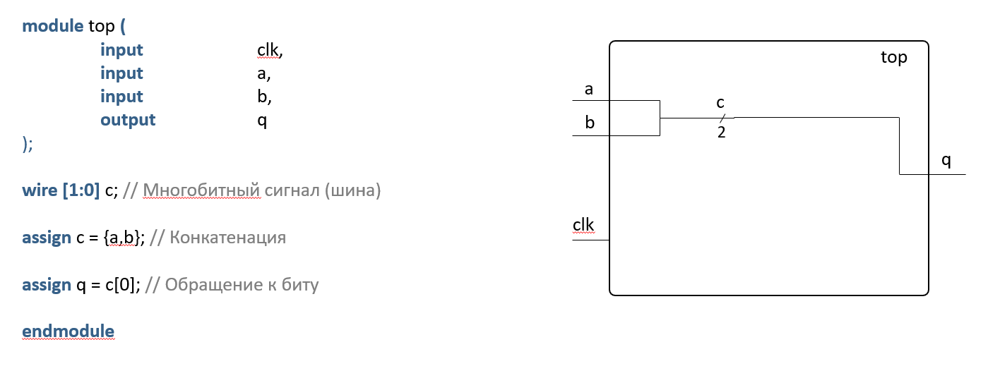 module top (
input clk,
input a,
input b,
output q
);
wire [1:0] c; // Многобитный сигнал (шина)
assign c = {a,b}; // Конкатенация
assign q = c[0]; // Обращение к биту
endmodule
top
a
b
c
2
q
clk